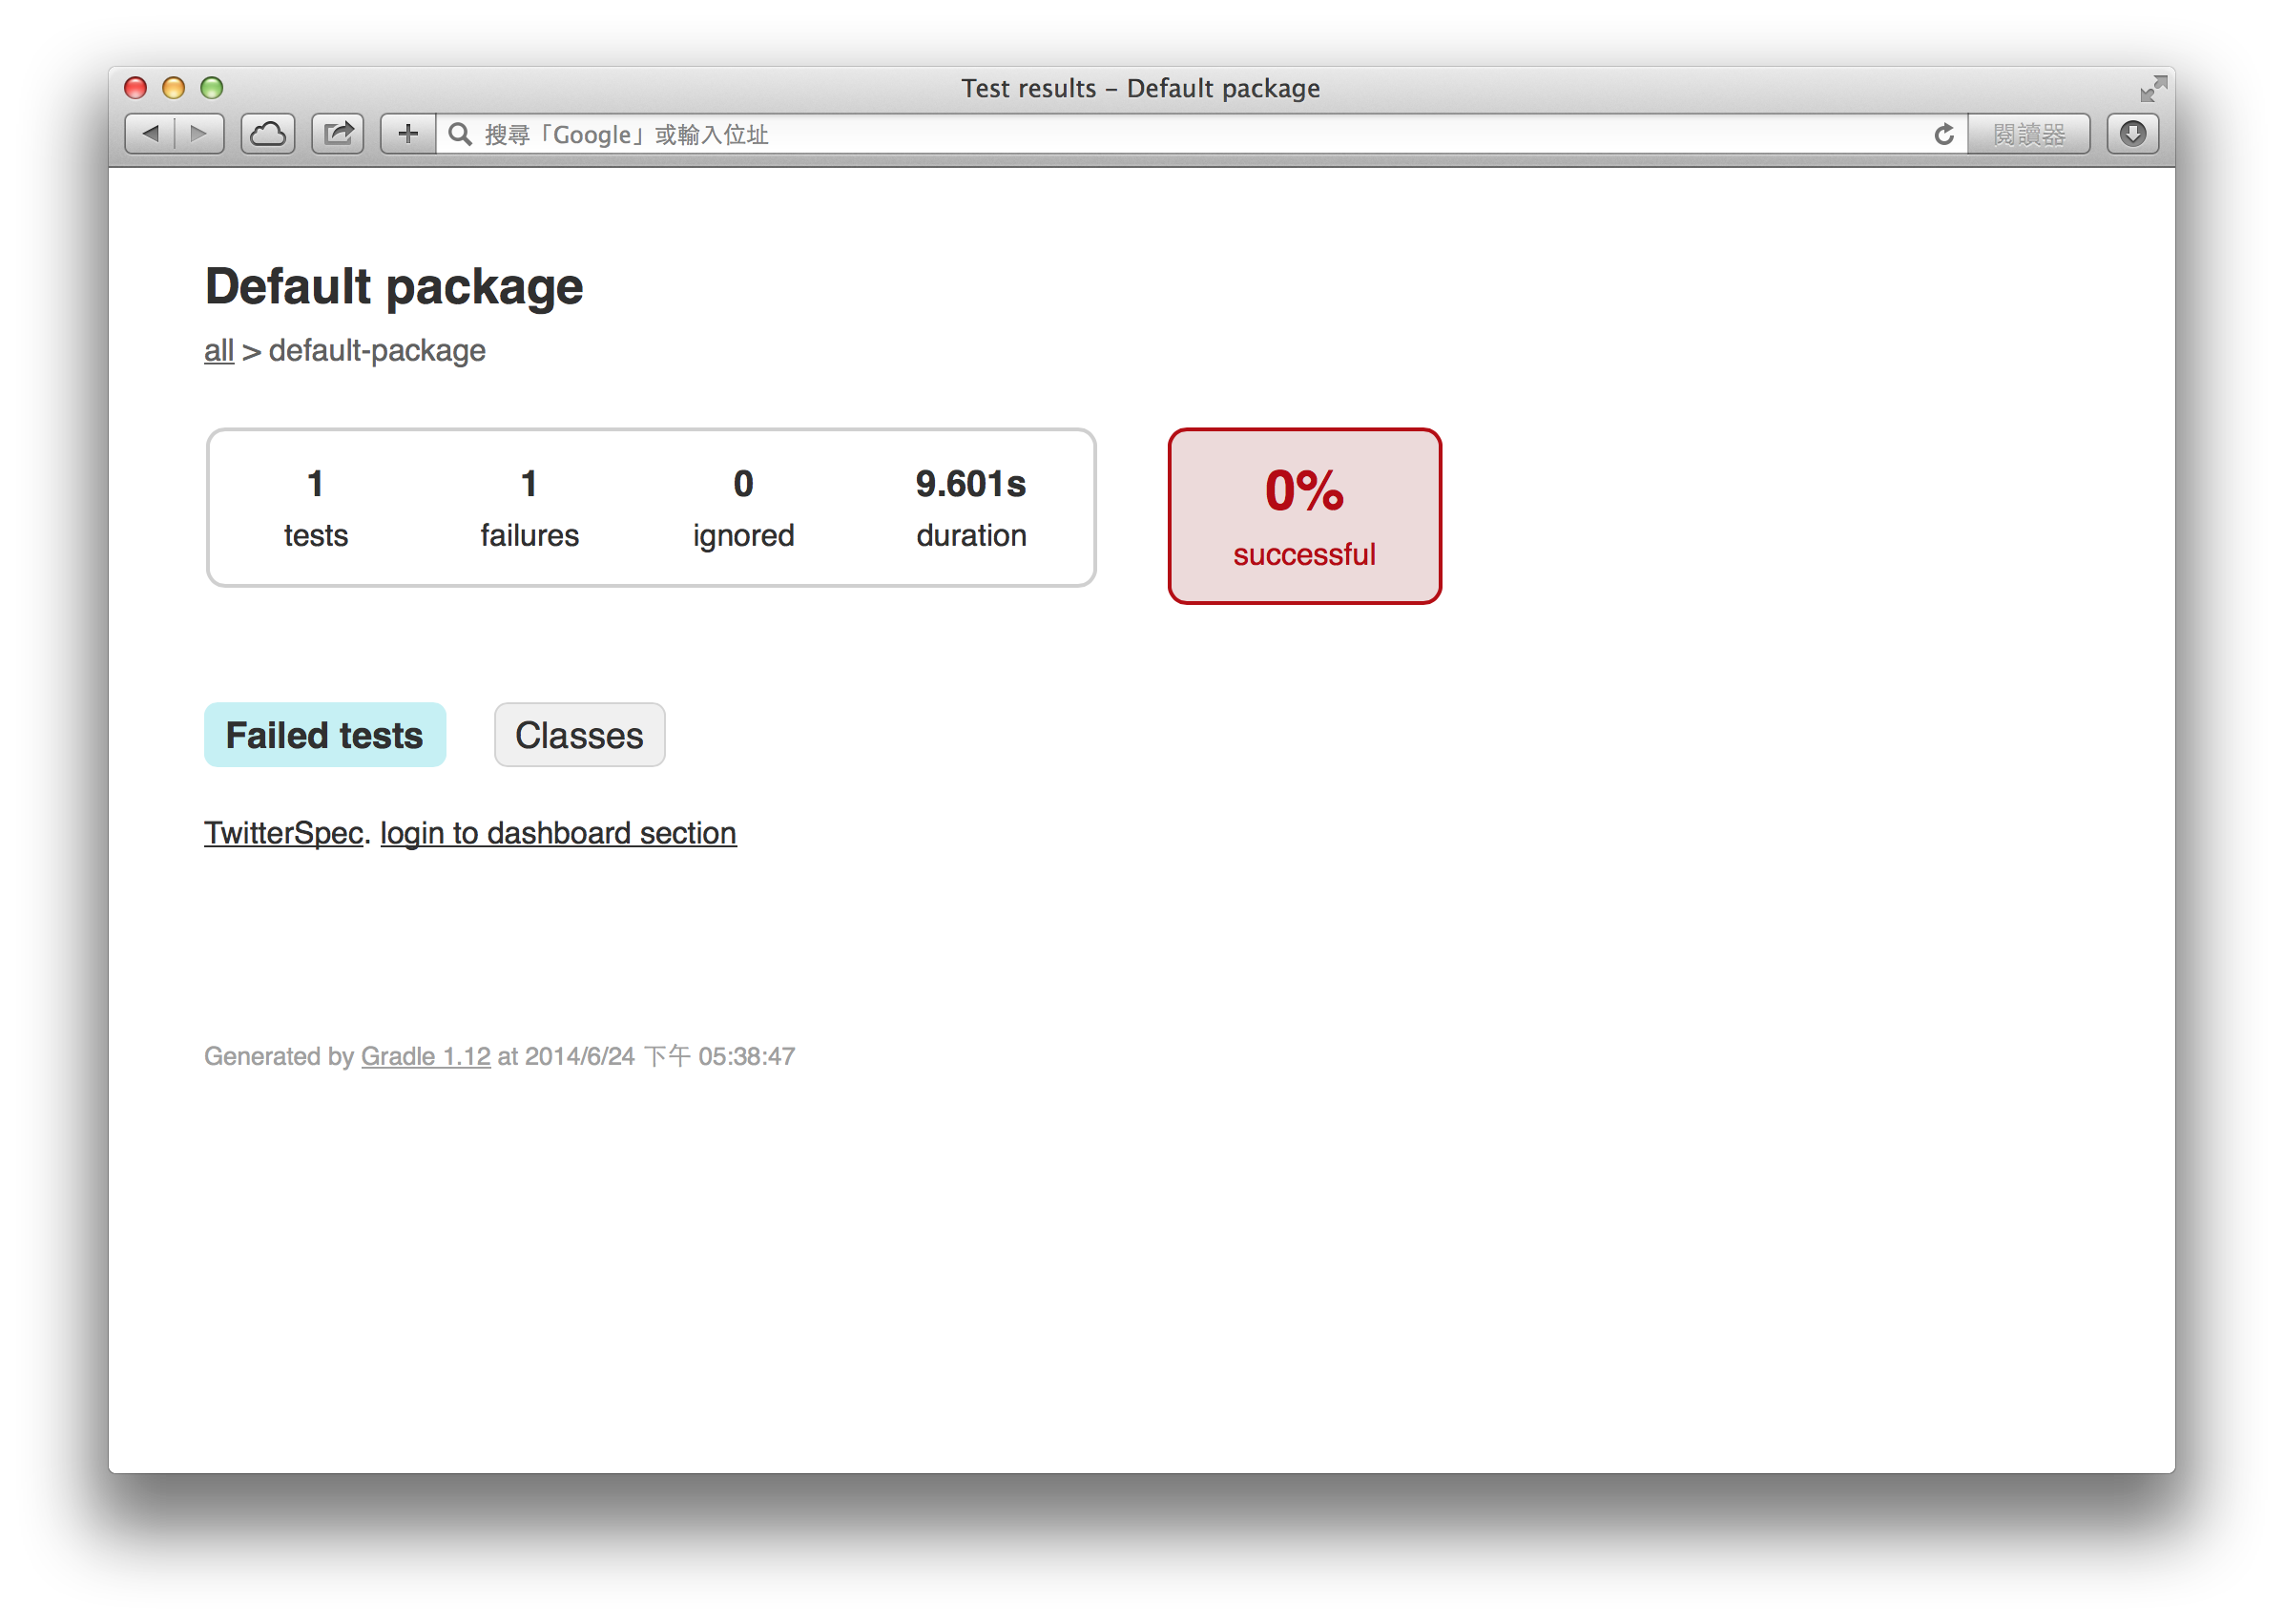 Test results – Default package
搜尋「Google」或輸入位址
閱讀器
Default package
all > default-package
1 1 0 9.601s
tests failures ignored duration
0%
successful
Failed tests Classes
TwitterSpec. login to dashboard section
Generated by Gradle 1.12 at 2014/6/24 下午 05:38:47